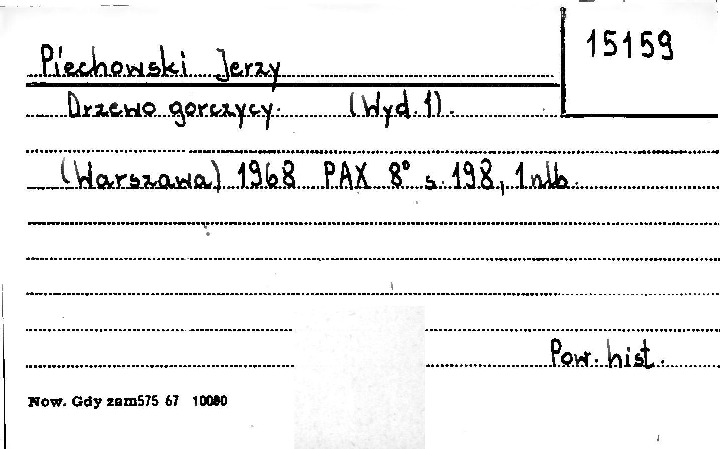 15159
Piechowski Jerzy
Drzewo gorczycy. (Wyd. 1).
(Warszawa) 1968 PAX 8° s. 198, 1 nlb.
Pow. hist.
Now. Gdy zam575 67 10080